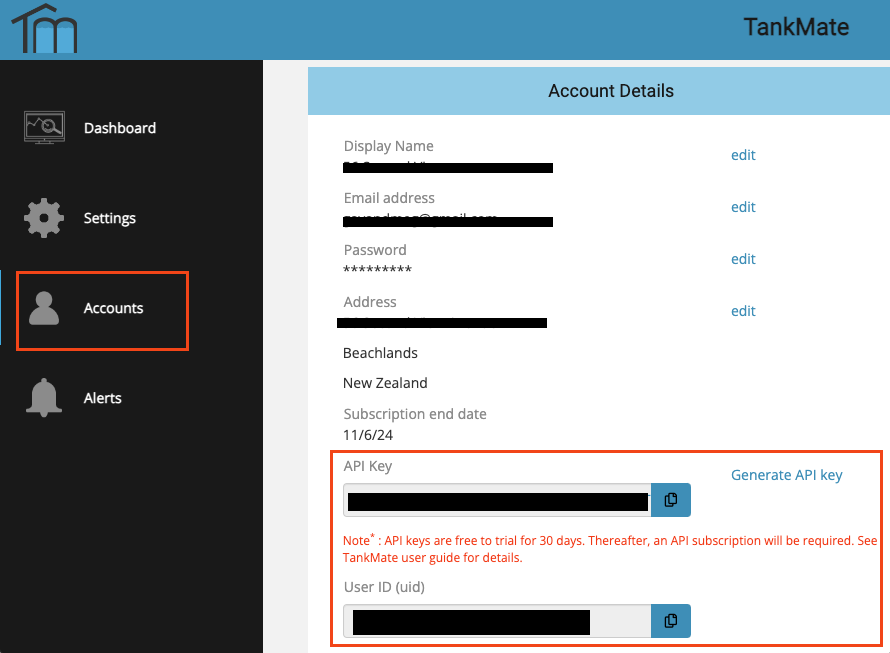 TankMate
Dashboard
Settings
Accounts
Alerts
Account Details
Display Name
edit
Email address
edit
Password
edit
*********
Address
edit
Beachlands
New Zealand
Subscription end date
11/6/24
API Key
Generate API key
Note* : API keys are free to trial for 30 days. Thereafter, an API subscription will be required. See
TankMate user guide for details.
User ID (uid)